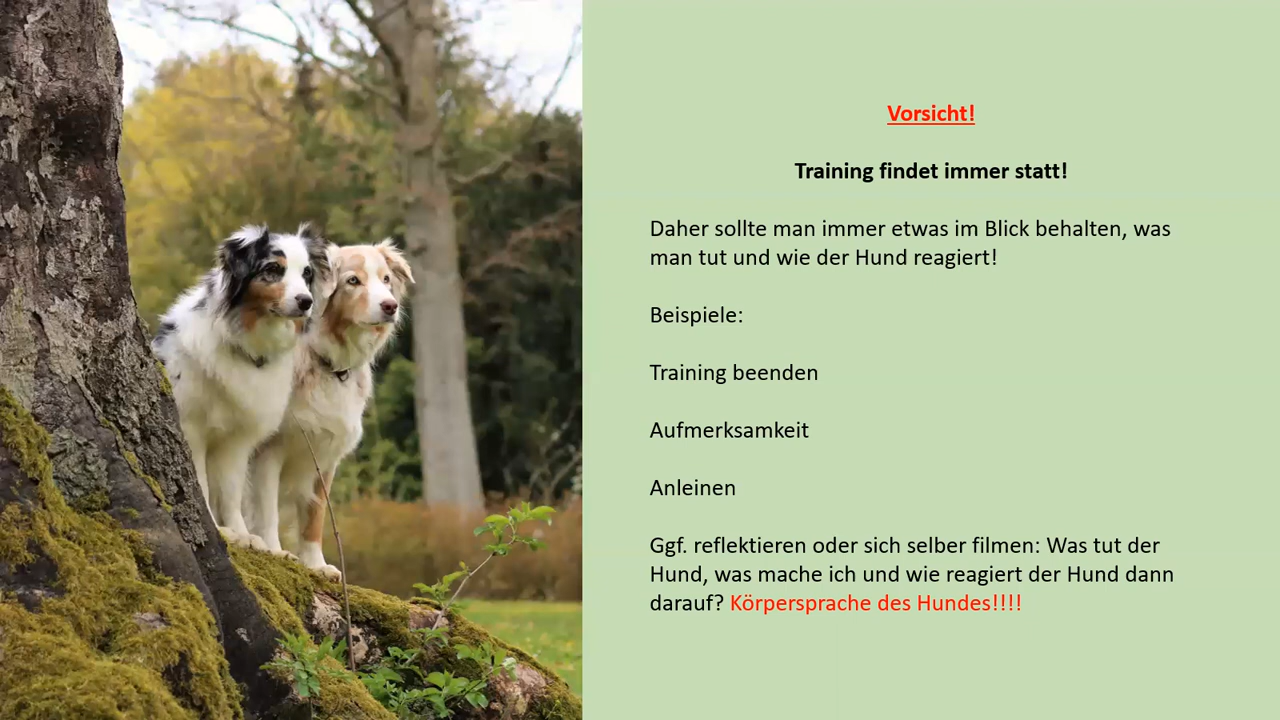 Vorsicht!
Training findet immer statt!
Daher sollte man immer etwas im Blick behalten, was
man tut und wie der Hund reagiert!
Beispiele:
Training beenden
Aufmerksamkeit
Anleinen
Ggf. reflektieren oder sich selber filmen: Was tut der
Hund, was mache ich und wie reagiert der Hund dann
darauf? Körpersprache des Hundes!!!!